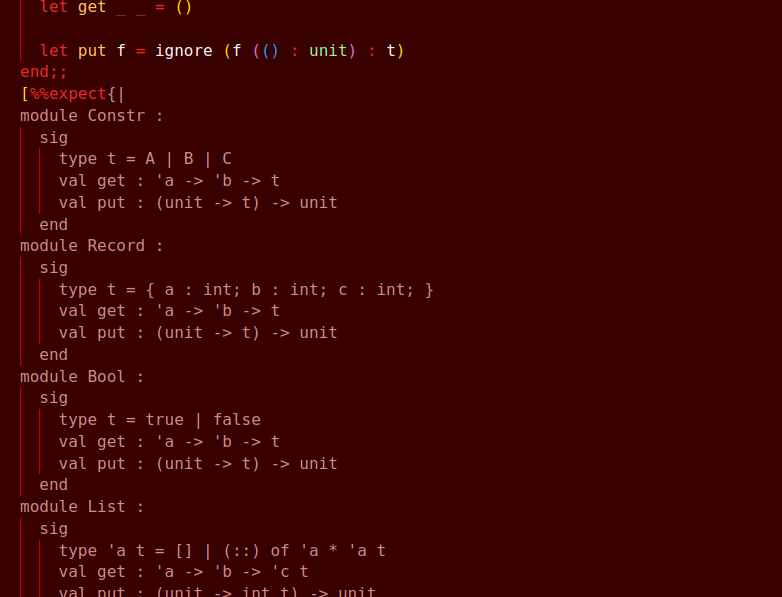 let get _ _ = ()
let put f = ignore (f (() : unit) : t)
end;;
[%%expect{|
module Constr :
sig
type t = A | B | C
val get : 'a -> 'b -> t
val put : (unit -> t) -> unit
end
module Record :
sig
type t = { a : int; b : int; c : int; }
val get : 'a -> 'b -> t
val put : (unit -> t) -> unit
end
module Bool :
sig
type t = true | false
val get : 'a -> 'b -> t
val put : (unit -> t) -> unit
end
module List :
sig
type 'a t = [] | (::) of 'a * 'a t
val get : 'a -> 'b -> 'c t
val put : (unit -> int t) -> unit